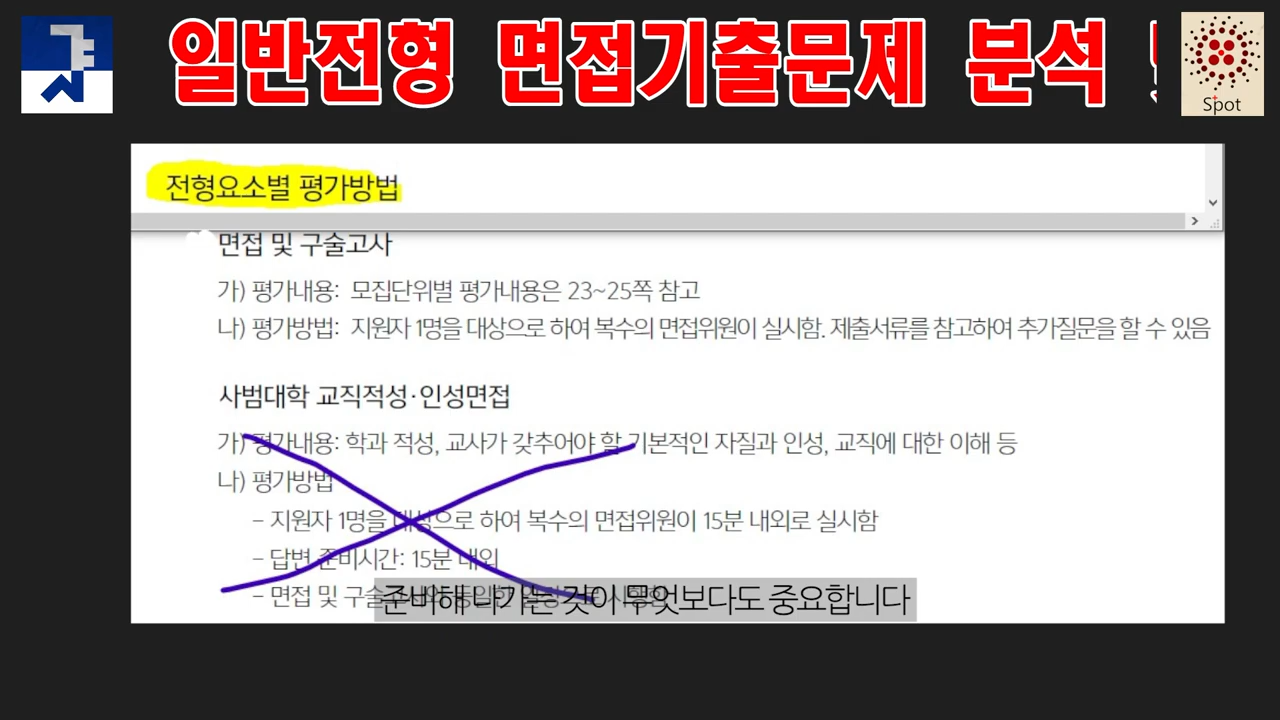 일반전형 면접기출문제 분석
Spot
전형요소별 평가방법
면접 및 구술고사
가) 평가내용: 모집단위별 평가내용은 23~25쪽 참고
나) 평가방법: 지원자 1명을 대상으로 하여 복수의 면접위원이 실시함. 제출서류를 참고하여 추가질문을 할 수 있음
사범대학 교직적성·인성면접
가) 평가내용: 학과 적성, 교사가 갖추어야 할 기본적인 자질과 인성, 교직에 대한 이해 등
나) 평가방법
- 지원자 1명을 대상으로 하여 복수의 면접위원이 15분 내외로 실시함
- 답변 준비시간: 15분 내외
- 면접 및
준비해 나가는 것이 무엇보다도 중요합니다